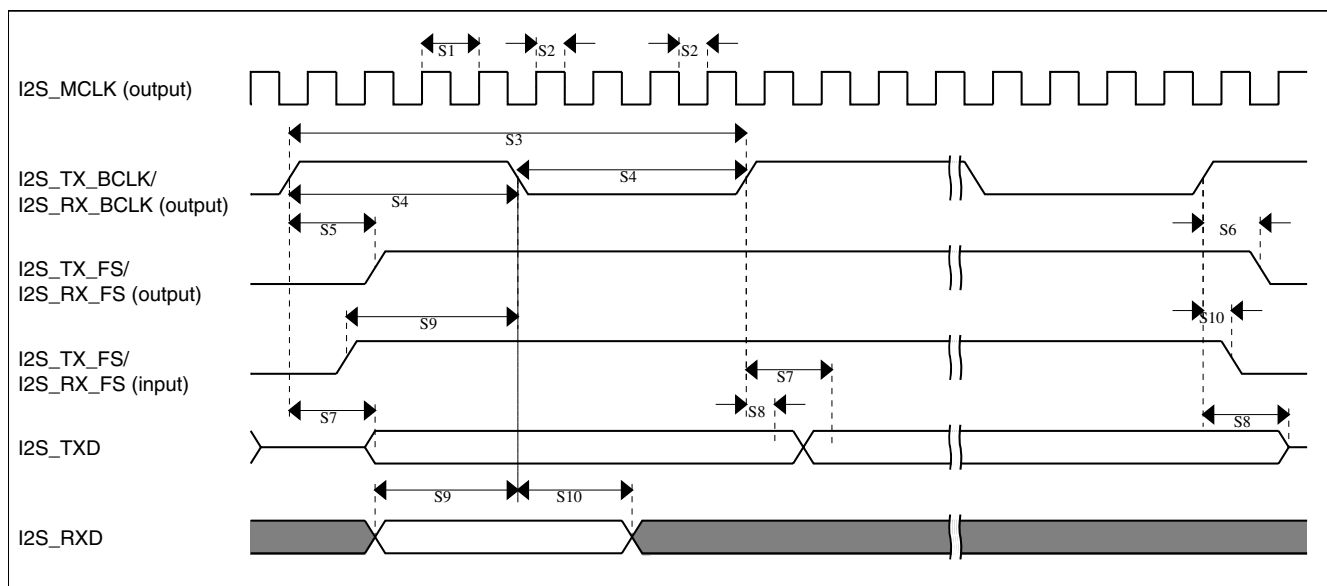 S1
S2
S2
I2S_MCLK (output)
S3
I2S_TX_BCLK/
I2S_RX_BCLK (output)
S4
S4
S5
S6
I2S_TX_FS/
I2S_RX_FS (output)
S9
S10
I2S_TX_FS/
I2S_RX_FS (input)
S7
S7
S8
S8
I2S_TXD
S9
S10
I2S_RXD